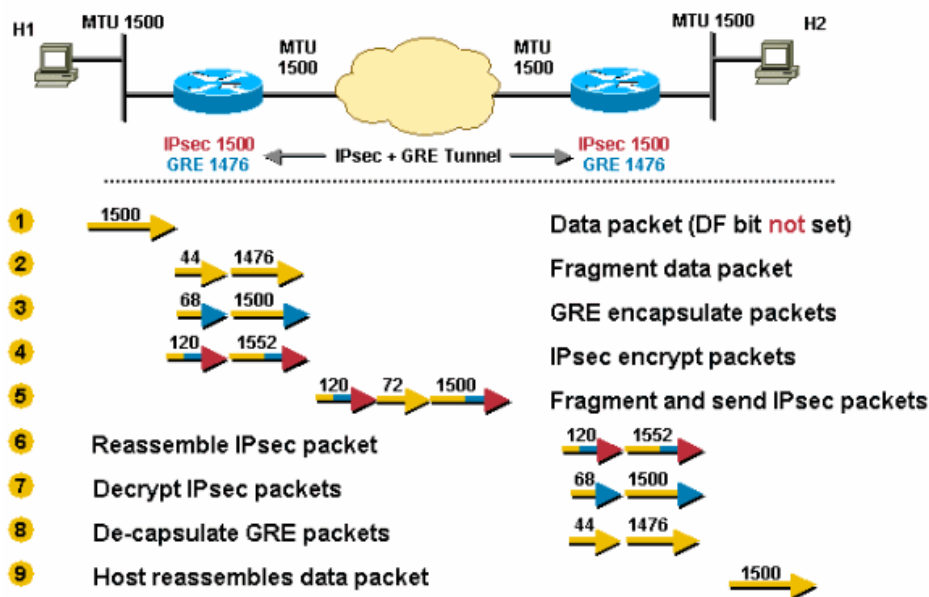 H1
MTU 1500
MTU 1500
H2
MTU
1500
MTU
1500
IPsec 1500
GRE 1476
IPsec + GRE Tunnel
IPsec 1500
GRE 1476
1
1500
Data packet (DF bit not set)
2
44 1476
Fragment data packet
3
68 1500
GRE encapsulate packets
4
120 1552
IPsec encrypt packets
5
120 72 1500
Fragment and send IPsec packets
6
Reassemble IPsec packet
120 1552
7
Decrypt IPsec packets
68 1500
8
De-capsulate GRE packets
44 1476
9
Host reassembles data packet
1500